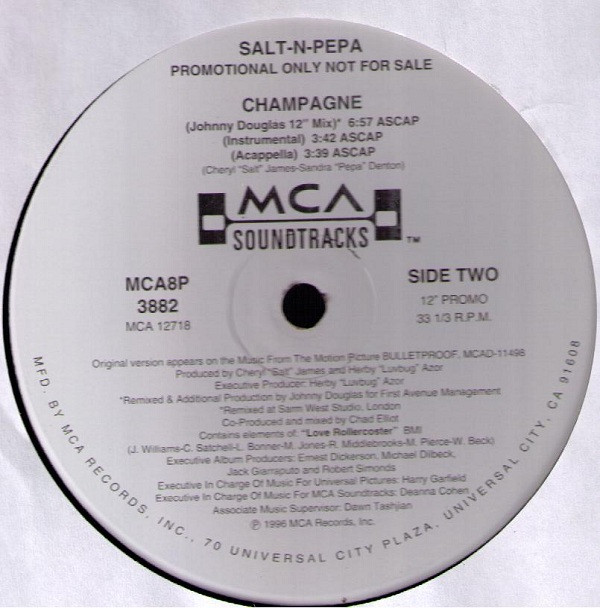 SALT-N-PEPA
PROMOTIONAL ONLY NOT FOR SALE
CHAMPAGNE
(Johnny Douglas 12" Mix)* 6:57 ASCAP
(Instrumental) 3:42 ASCAP
(Acappella) 3:39 ASCAP
(Cheryl "Salt" James-Sandra "Pepa" Denton)
MCA
SOUNDTRACKS ™
MCA8P
3882
MCA 12718
SIDE TWO
12" PROMO
33 1/3 R.P.M.
Original version appears on the Music From The Motion Picture BULLETPROOF, MCAD-11498
Produced by Cheryl "Salt" James and Herby "Luvbug" Azor
Executive Producer: Herby "Luvbug" Azor
*Remixed & Additional Production by Johnny Douglas for First Avenue Management
*Remixed at Sarm West Studio, London
Co-Produced and mixed by Chad Elliot
Contains elements of: "Love Rollercoster" BMI
(J. Williams-C. Satchell-L. Bonner-M. Jones-R. Middlebrooks-M. Pierce-W. Beck)
Executive Album Producers: Ernest Dickerson, Michael Dilbeck,
Jack Giarraputo and Robert Simonds
Executive In Charge Of Music For Universal Pictures: Harry Garfield
Executive In Charge Of Music For MCA Soundtracks: Deanna Cohen
Associate Music Supervisor: Dawn Tashjian
℗ 1996 MCA Records, Inc.
MFD. BY MCA RECORDS, INC., 70 UNIVERSAL CITY PLAZA, UNIVERSAL CITY, CA 91608